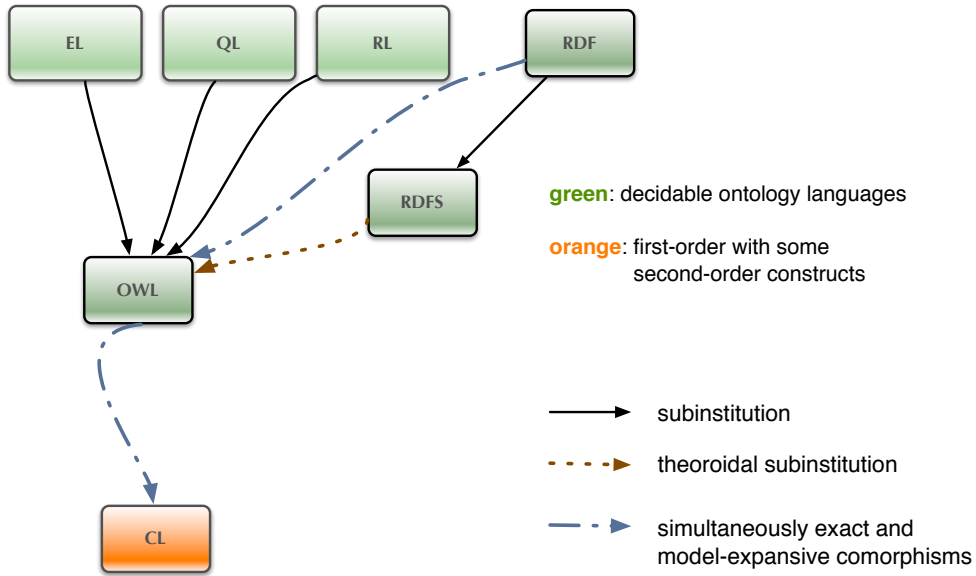 EL
QL
RL
RDF
RDFS
green: decidable ontology languages
orange: first-order with some
second-order constructs
OWL
subinstitution
theoroidal subinstitution
CL
simultaneously exact and
model-expansive comorphisms